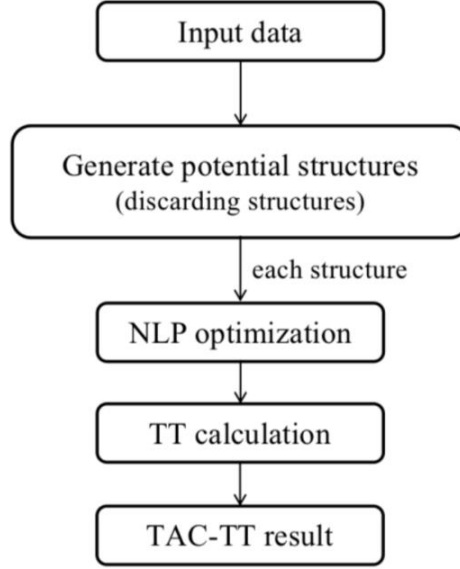 Input data
Generate potential structures
(discarding structures)
each structure
NLP optimization
TT calculation
TAC-TT result